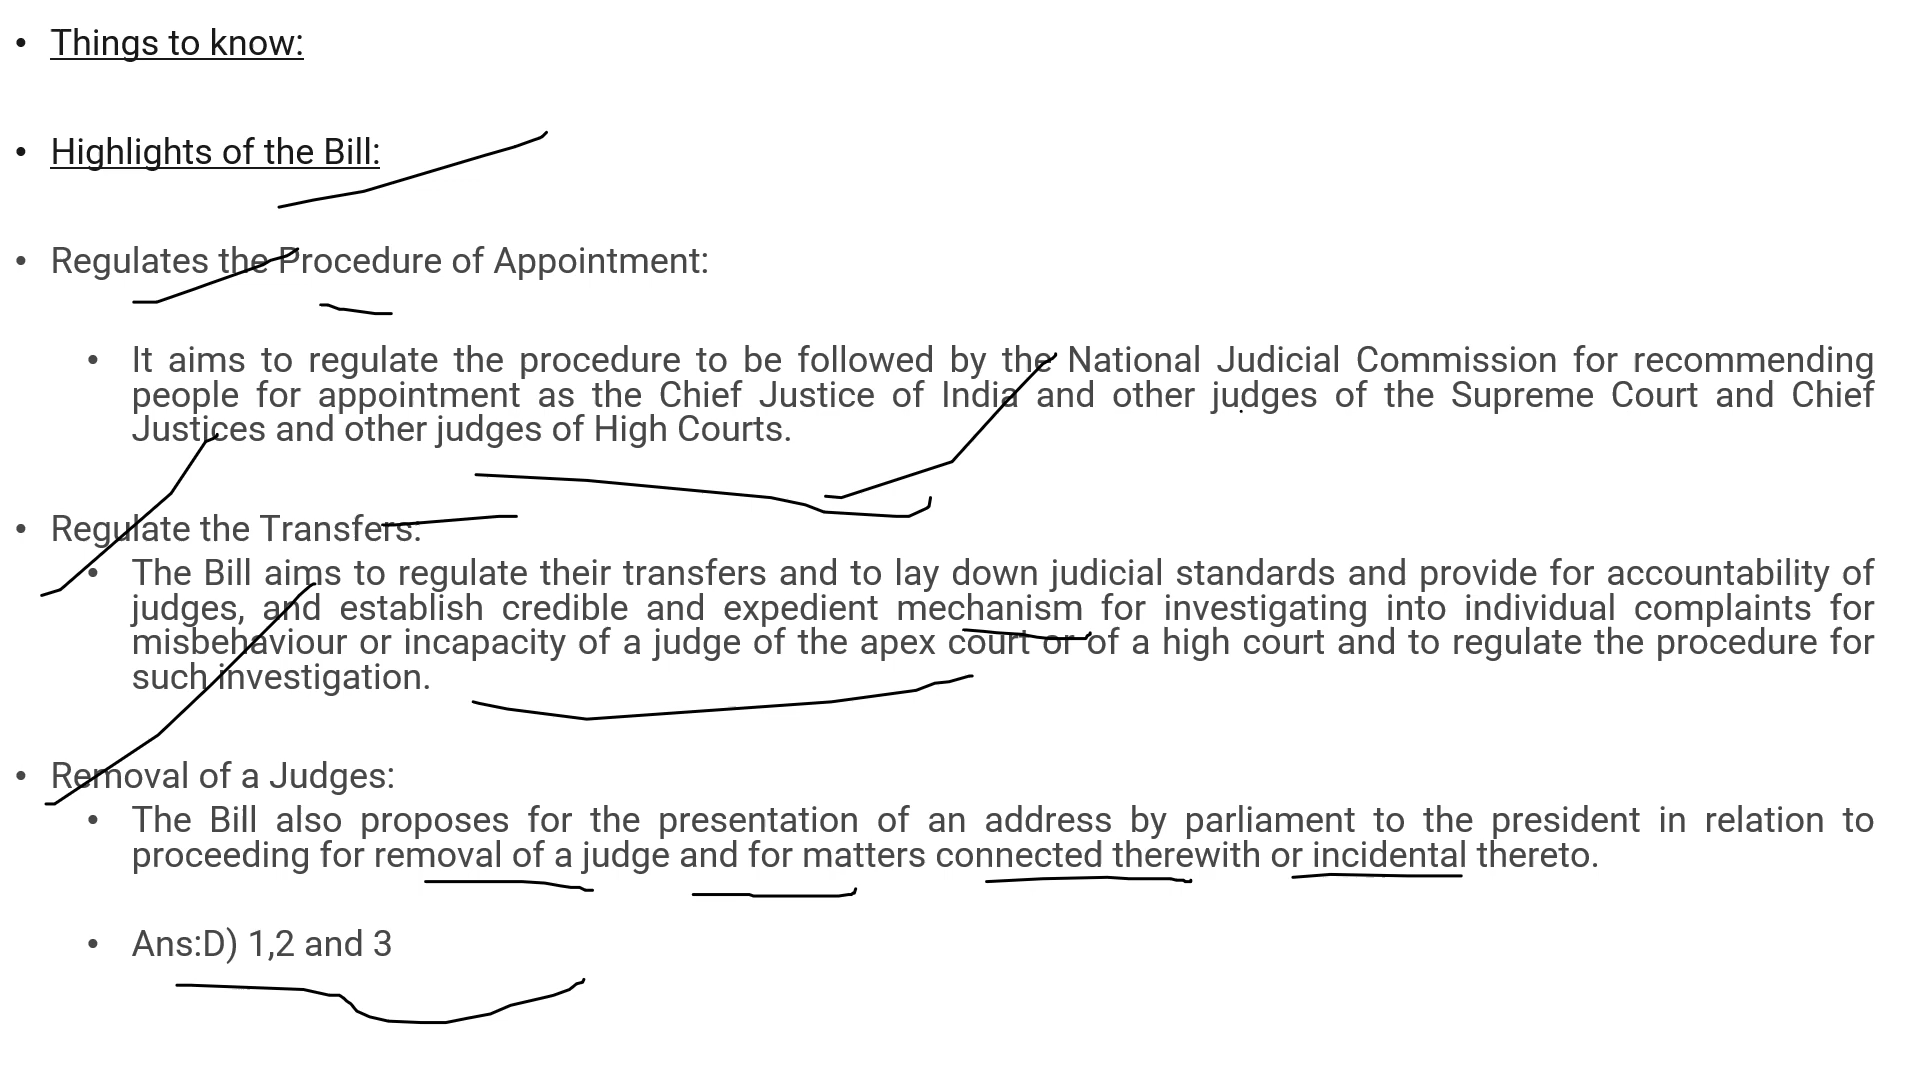 • Things to know:
• Highlights of the Bill:
• Regulates the Procedure of Appointment:
• It aims to regulate the procedure to be followed by the National Judicial Commission for recommending
people for appointment as the Chief Justice of India and other judges of the Supreme Court and Chief
Justices and other judges of High Courts.
• Regulate the Transfers:
• The Bill aims to regulate their transfers and to lay down judicial standards and provide for accountability of
judges, and establish credible and expedient mechanism for investigating into individual complaints for
misbehaviour or incapacity of a judge of the apex court or of a high court and to regulate the procedure for
such investigation.
• Removal of a Judges:
• The Bill also proposes for the presentation of an address by parliament to the president in relation to
proceeding for removal of a judge and for matters connected therewith or incidental thereto.
• Ans:D) 1,2 and 3